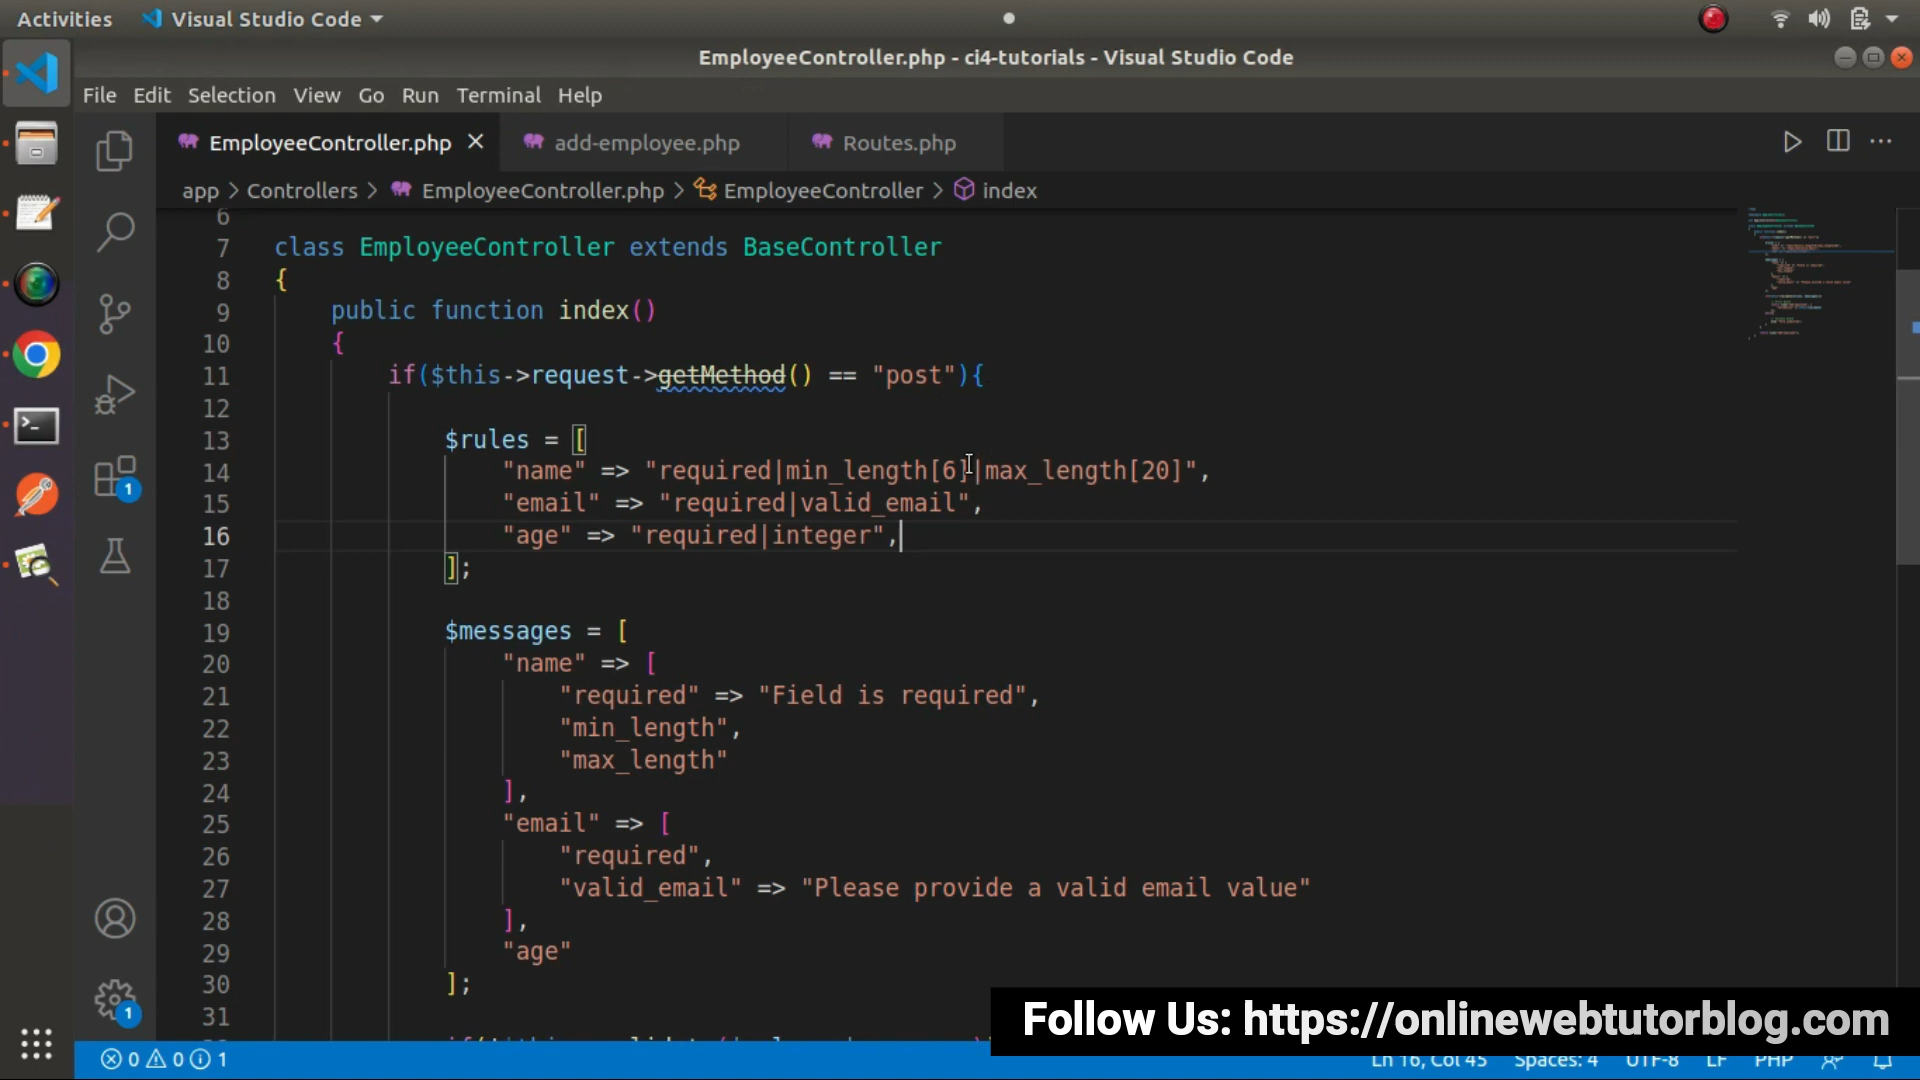 Activities
Visual Studio Code
EmployeeController.php - ci4-tutorials - Visual Studio Code
File Edit Selection View Go Run Terminal Help
EmployeeController.php
add-employee.php
Routes.php
app > Controllers > EmployeeController.php > EmployeeController > index
6
7 class EmployeeController extends BaseController
8 {
9 public function index()
10 {
11 if($this->request->getMethod() == "post"){
12
13 $rules = [
14 "name" => "required|min_length[6]|max_length[20]",
15 "email" => "required|valid_email",
16 "age" => "required|integer",
17 ];
18
19 $messages = [
20 "name" => [
21 "required" => "Field is required",
22 "min_length",
23 "max_length"
24 ],
25 "email" => [
26 "required",
27 "valid_email" => "Please provide a valid email value"
28 ],
29 "age"
30 ];
31
1
1
Follow Us: https://onlinewebtutorblog.com
0 0 1
Ln 16, Col 45 Spaces: 4 UTF-8 LF PHP